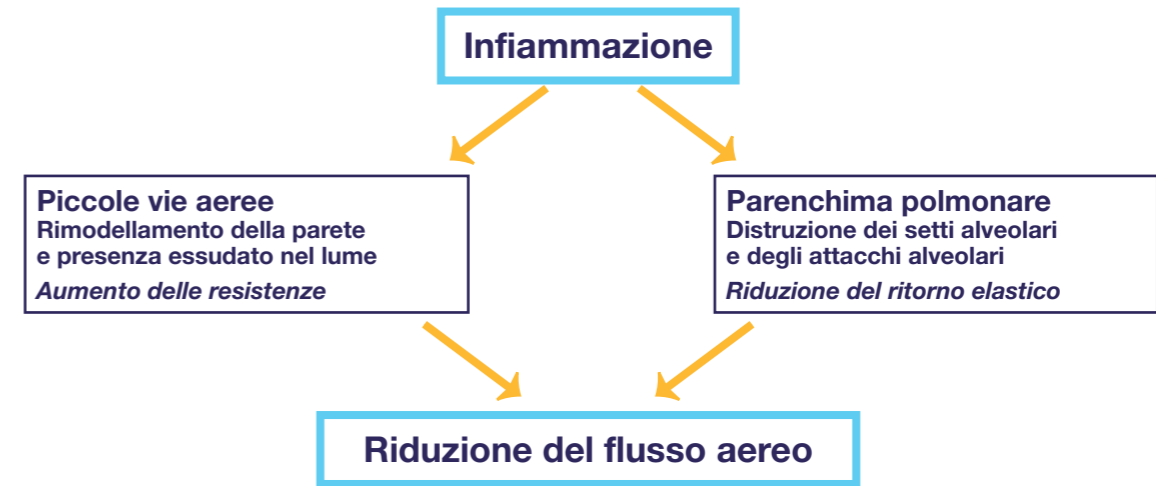 Infiammazione
Piccole vie aeree
Rimodellamento della parete
e presenza essudato nel lume
Aumento delle resistenze
Parenchima polmonare
Distruzione dei setti alveolari
e degli attacchi alveolari
Riduzione del ritorno elastico
Riduzione del flusso aereo